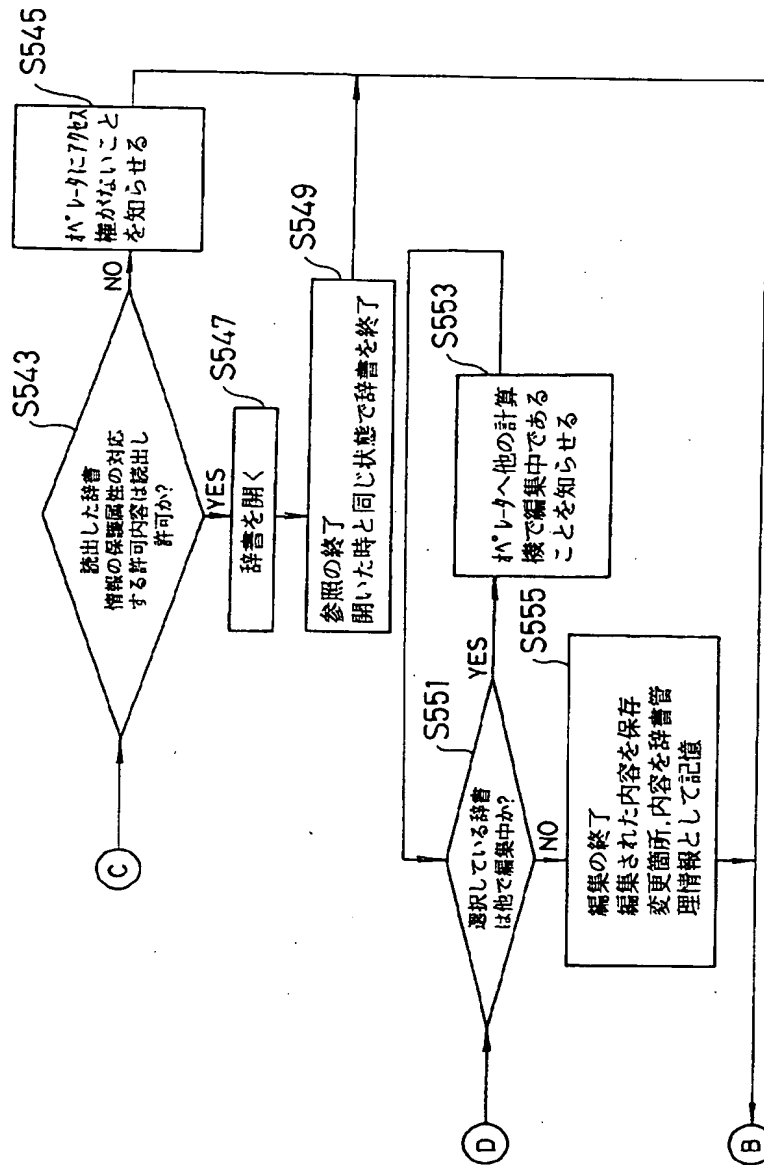 C
S543
読出した辞書
情報の保護属性の対応
する許可内容は読出し
許可か?
NO
S545
オペレータにアクセス
権がないこと
を知らせる
YES
S547
辞書を開く
S549
参照の終了
開いた時と同じ状態で辞書を終了
D
S551
選択している辞書
は他で編集中か?
YES
S553
オペレータへ他の計算
機で編集中である
ことを知らせる
NO
S555
編集の終了
編集された内容を保存
変更箇所,内容を辞書管
理情報として記憶
B